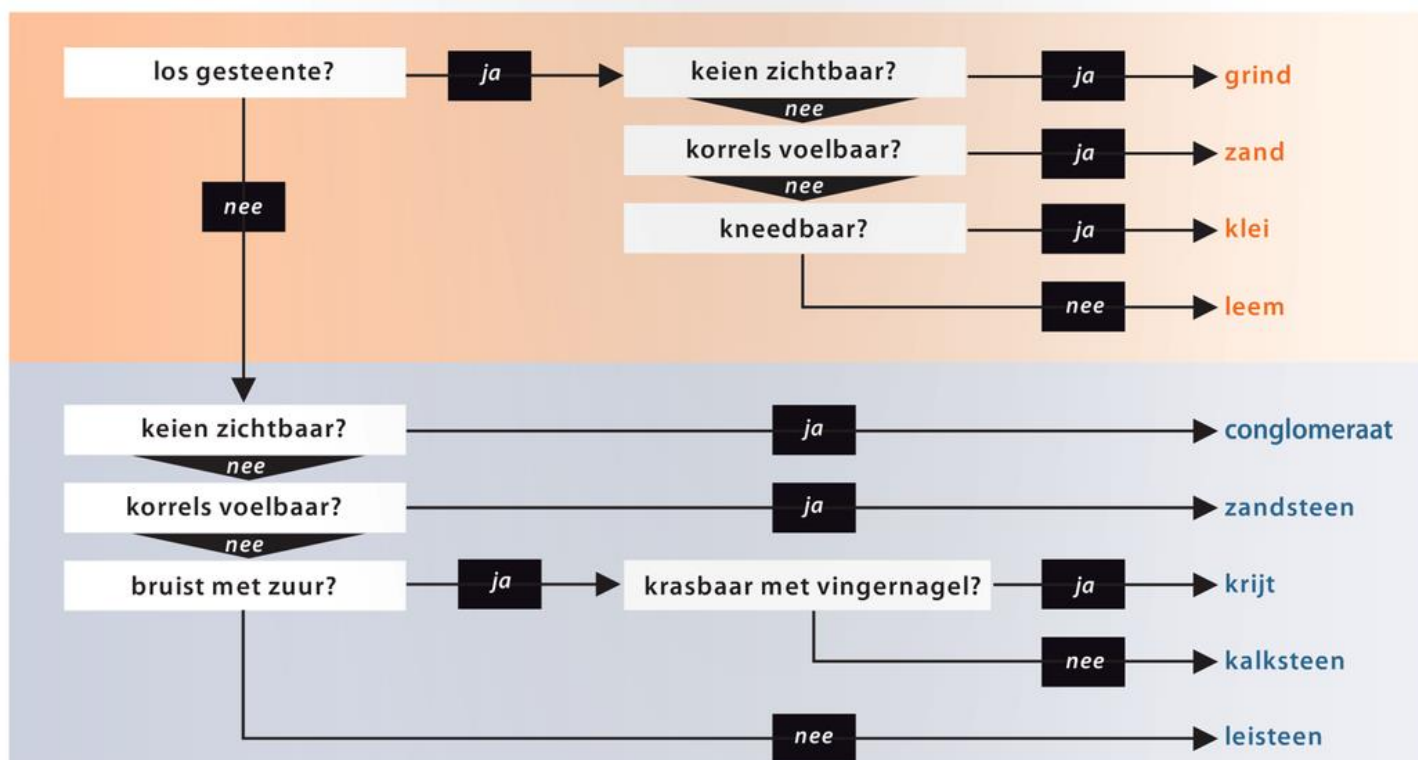 los gesteente? ja keien zichtbaar? ja grind
nee
korrels voelbaar? ja zand
nee
nee
kneedbaar? ja klei
nee leem
keien zichtbaar? ja conglomeraat
nee
korrels voelbaar? ja zandsteen
nee
bruist met zuur? ja krasbaar met vingernagel? ja krijt
nee kalksteen
nee leisteen